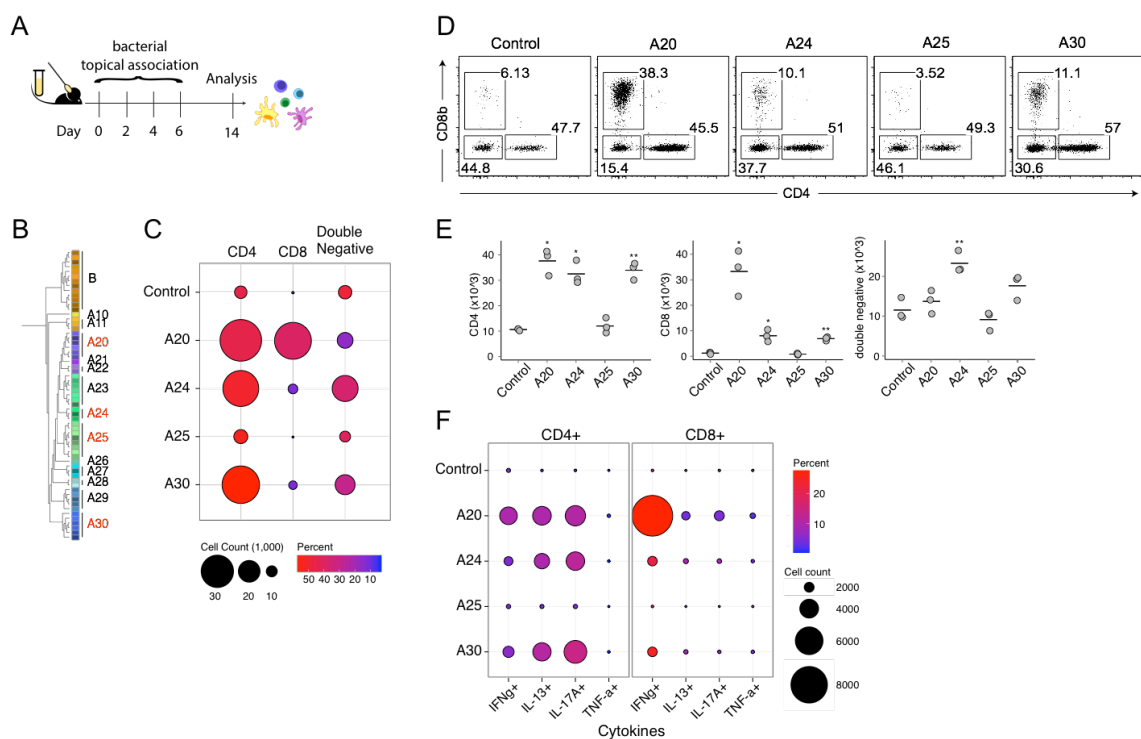 A
bacterial
topical association
Analysis
Day 0 2 4 6 14
B
B
A10
A11
A20
A21
A22
A23
A24
A25
A26
A27
A28
A29
A30
C
CD4 CD8 Double
Negative
Control
A20
A24
A25
A30
Cell Count (1,000)
30 20 10
Percent
50 40 30 20 10
D
Control A20 A24 A25 A30
CD8b
6.13 38.3 10.1 3.52 11.1
47.7 45.5 51 49.3 57
44.8 15.4 37.7 46.1 30.6
CD4
E
CD4 (x10^3)
40
30
20
10
0
* * **
Control A20 A24 A25 A30
CD8 (x10^3)
40
30
20
10
0
* * **
Control A20 A24 A25 A30
double negative (x10^3)
20
10
0
**
Control A20 A24 A25 A30
F
CD4+ CD8+
Control
A20
A24
A25
A30
IFNg+ IL-13+ IL-17A+ TNF-a+ IFNg+ IL-13+ IL-17A+ TNF-a+
Cytokines
Percent
20
10
Cell count
2000
4000
6000
8000